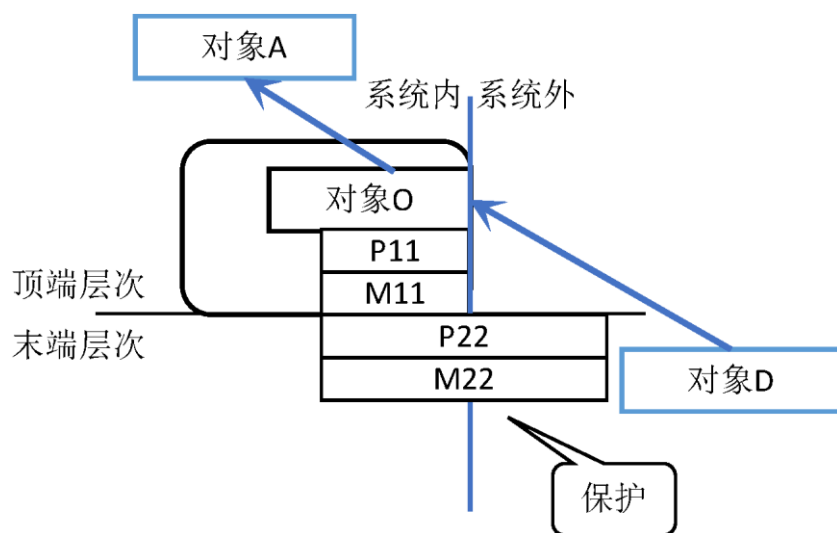 对象A
系统内 系统外
对象O
P11
顶端层次
M11
末端层次
P22
M22
对象D
保护